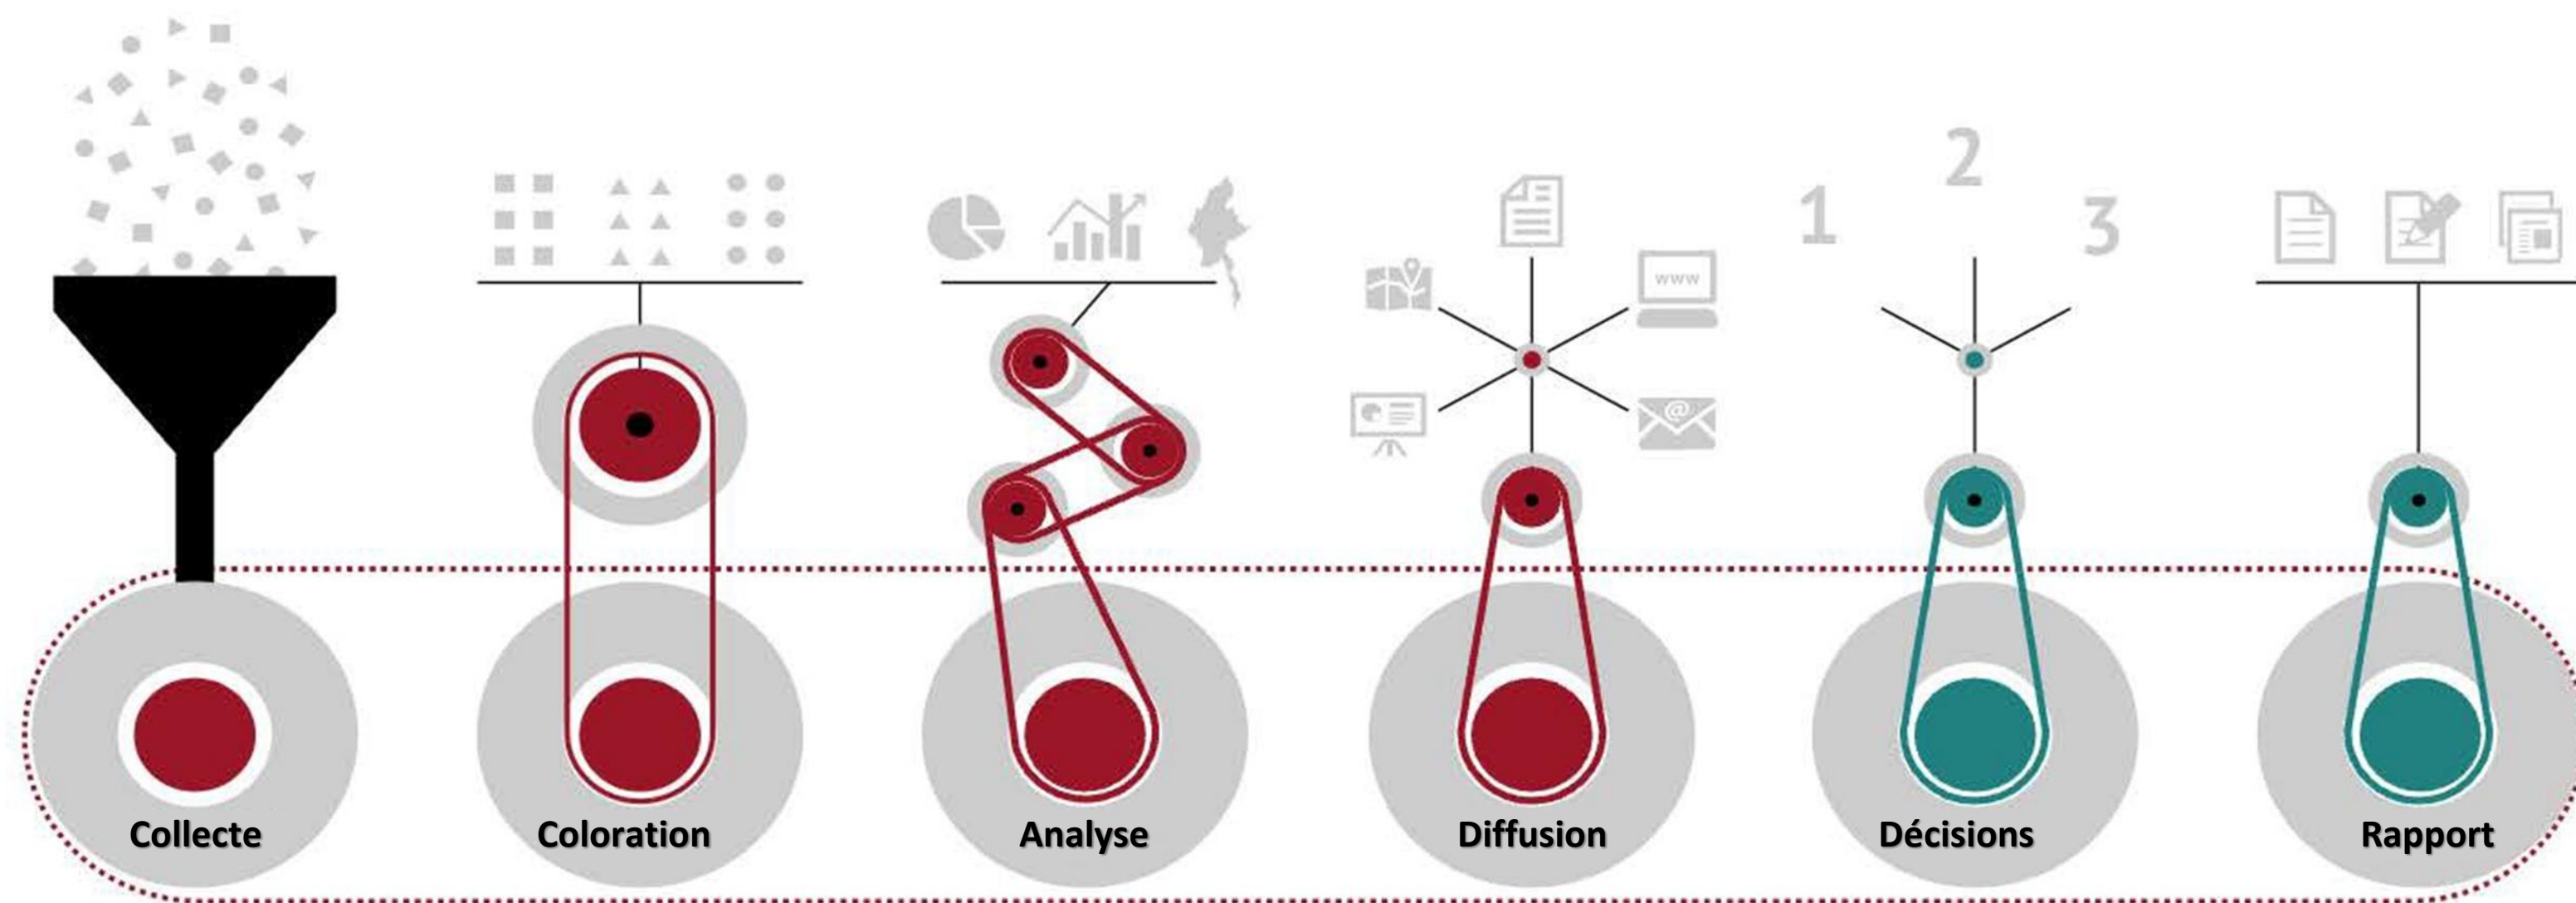 2
1
3
www
@
Collecte
Coloration
Analyse
Diffusion
Décisions
Rapport